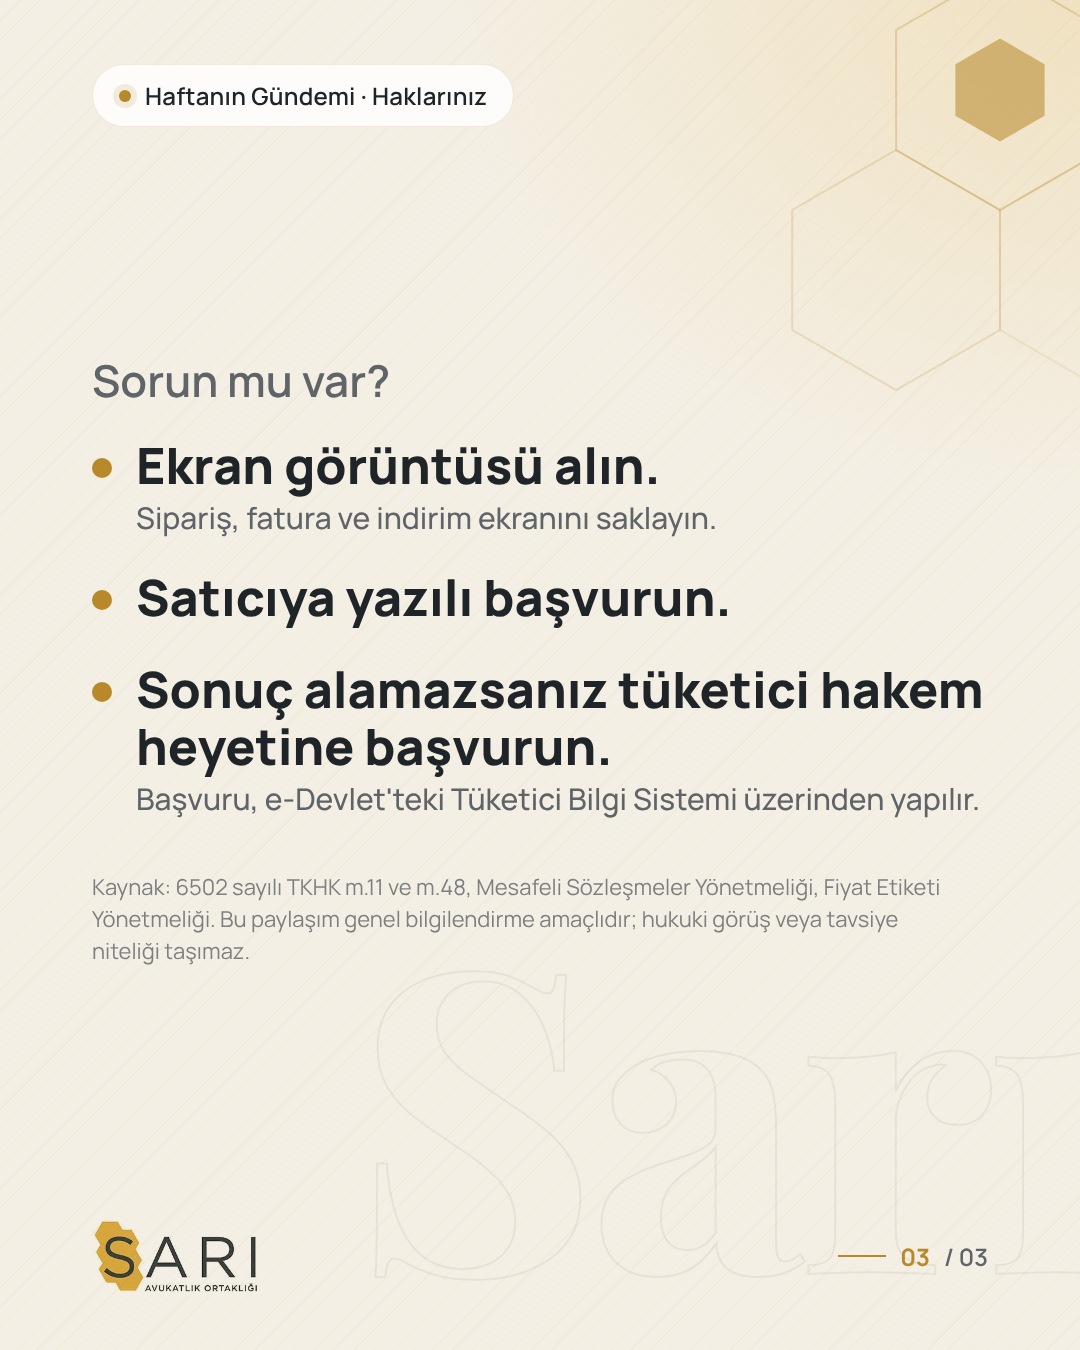 Haftanın Gündemi · Haklarınız
Sorun mu var?
Ekran görüntüsü alın.
Sipariş, fatura ve indirim ekranını saklayın.
Satıcıya yazılı başvurun.
Sonuç alamazsanız tüketici hakem
heyetine başvurun.
Başvuru, e-Devlet'teki Tüketici Bilgi Sistemi üzerinden yapılır.
Kaynak: 6502 sayılı TKHK m.11 ve m.48, Mesafeli Sözleşmeler Yönetmeliği, Fiyat Etiketi
Yönetmeliği. Bu paylaşım genel bilgilendirme amaçlıdır; hukuki görüş veya tavsiye
niteliği taşımaz.
Sarı
SARI
AVUKATLIK ORTAKLIĞI
03 / 03